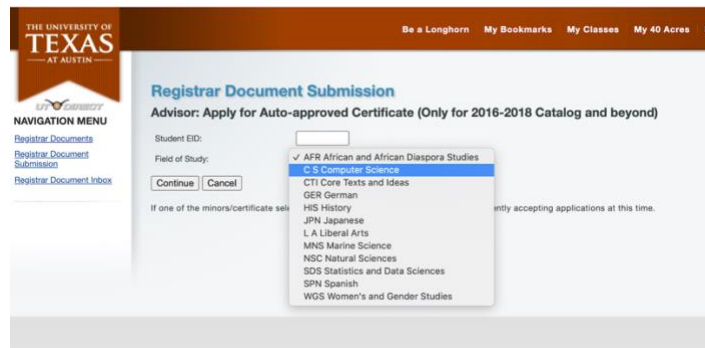 THE UNIVERSITY OF
TEXAS
AT AUSTIN
Be a Longhorn My Bookmarks My Classes My 40 Acres
UT DIRECT
NAVIGATION MENU
Registrar Documents
Registrar Document
Submission
Registrar Document Inbox
Registrar Document Submission
Advisor: Apply for Auto-approved Certificate (Only for 2016-2018 Catalog and beyond)
Student EID:
Field of Study:
✓ AFR African and African Diaspora Studies
C S Computer Science
CTI Core Texts and Ideas
GER German
HIS History
JPN Japanese
L A Liberal Arts
MNS Marine Science
NSC Natural Sciences
SDS Statistics and Data Sciences
SPN Spanish
WGS Women's and Gender Studies
Continue Cancel
If one of the minors/certificate accepting applications at this time.